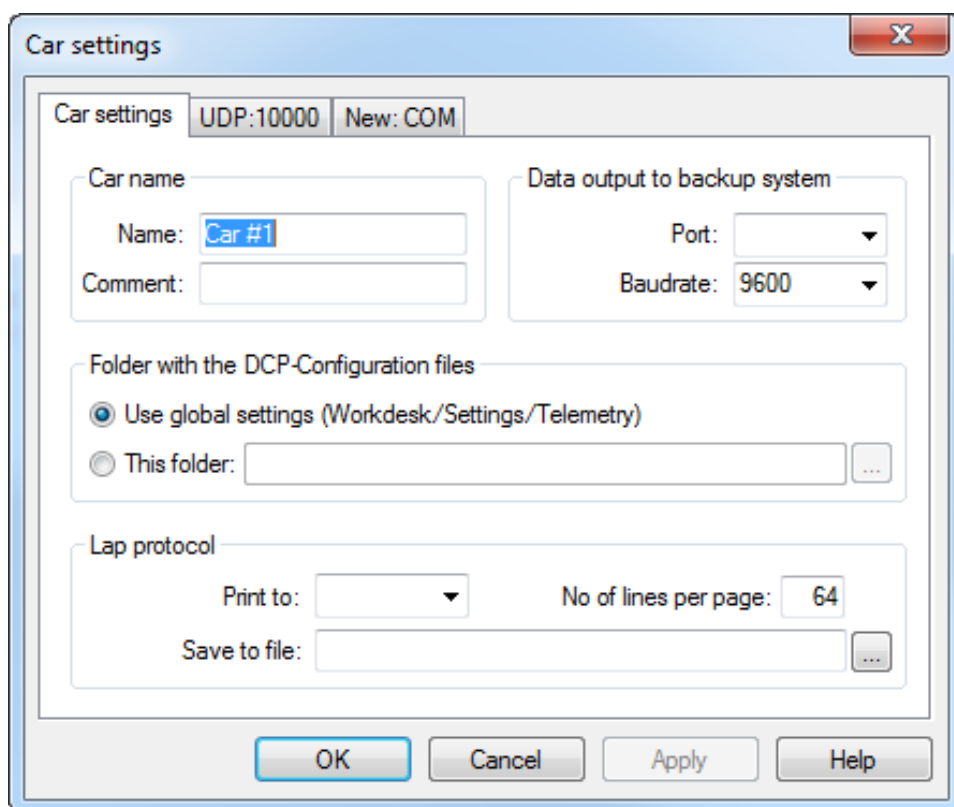 Car settings
Car settings UDP:10000 New: COM
Car name
Name: Car #1
Comment:
Data output to backup system
Port:
Baudrate: 9600
Folder with the DCP-Configuration files
Use global settings (Workdesk/Settings/Telemetry)
This folder: ...
Lap protocol
Print to: No of lines per page: 64
Save to file: ...
OK Cancel Apply Help